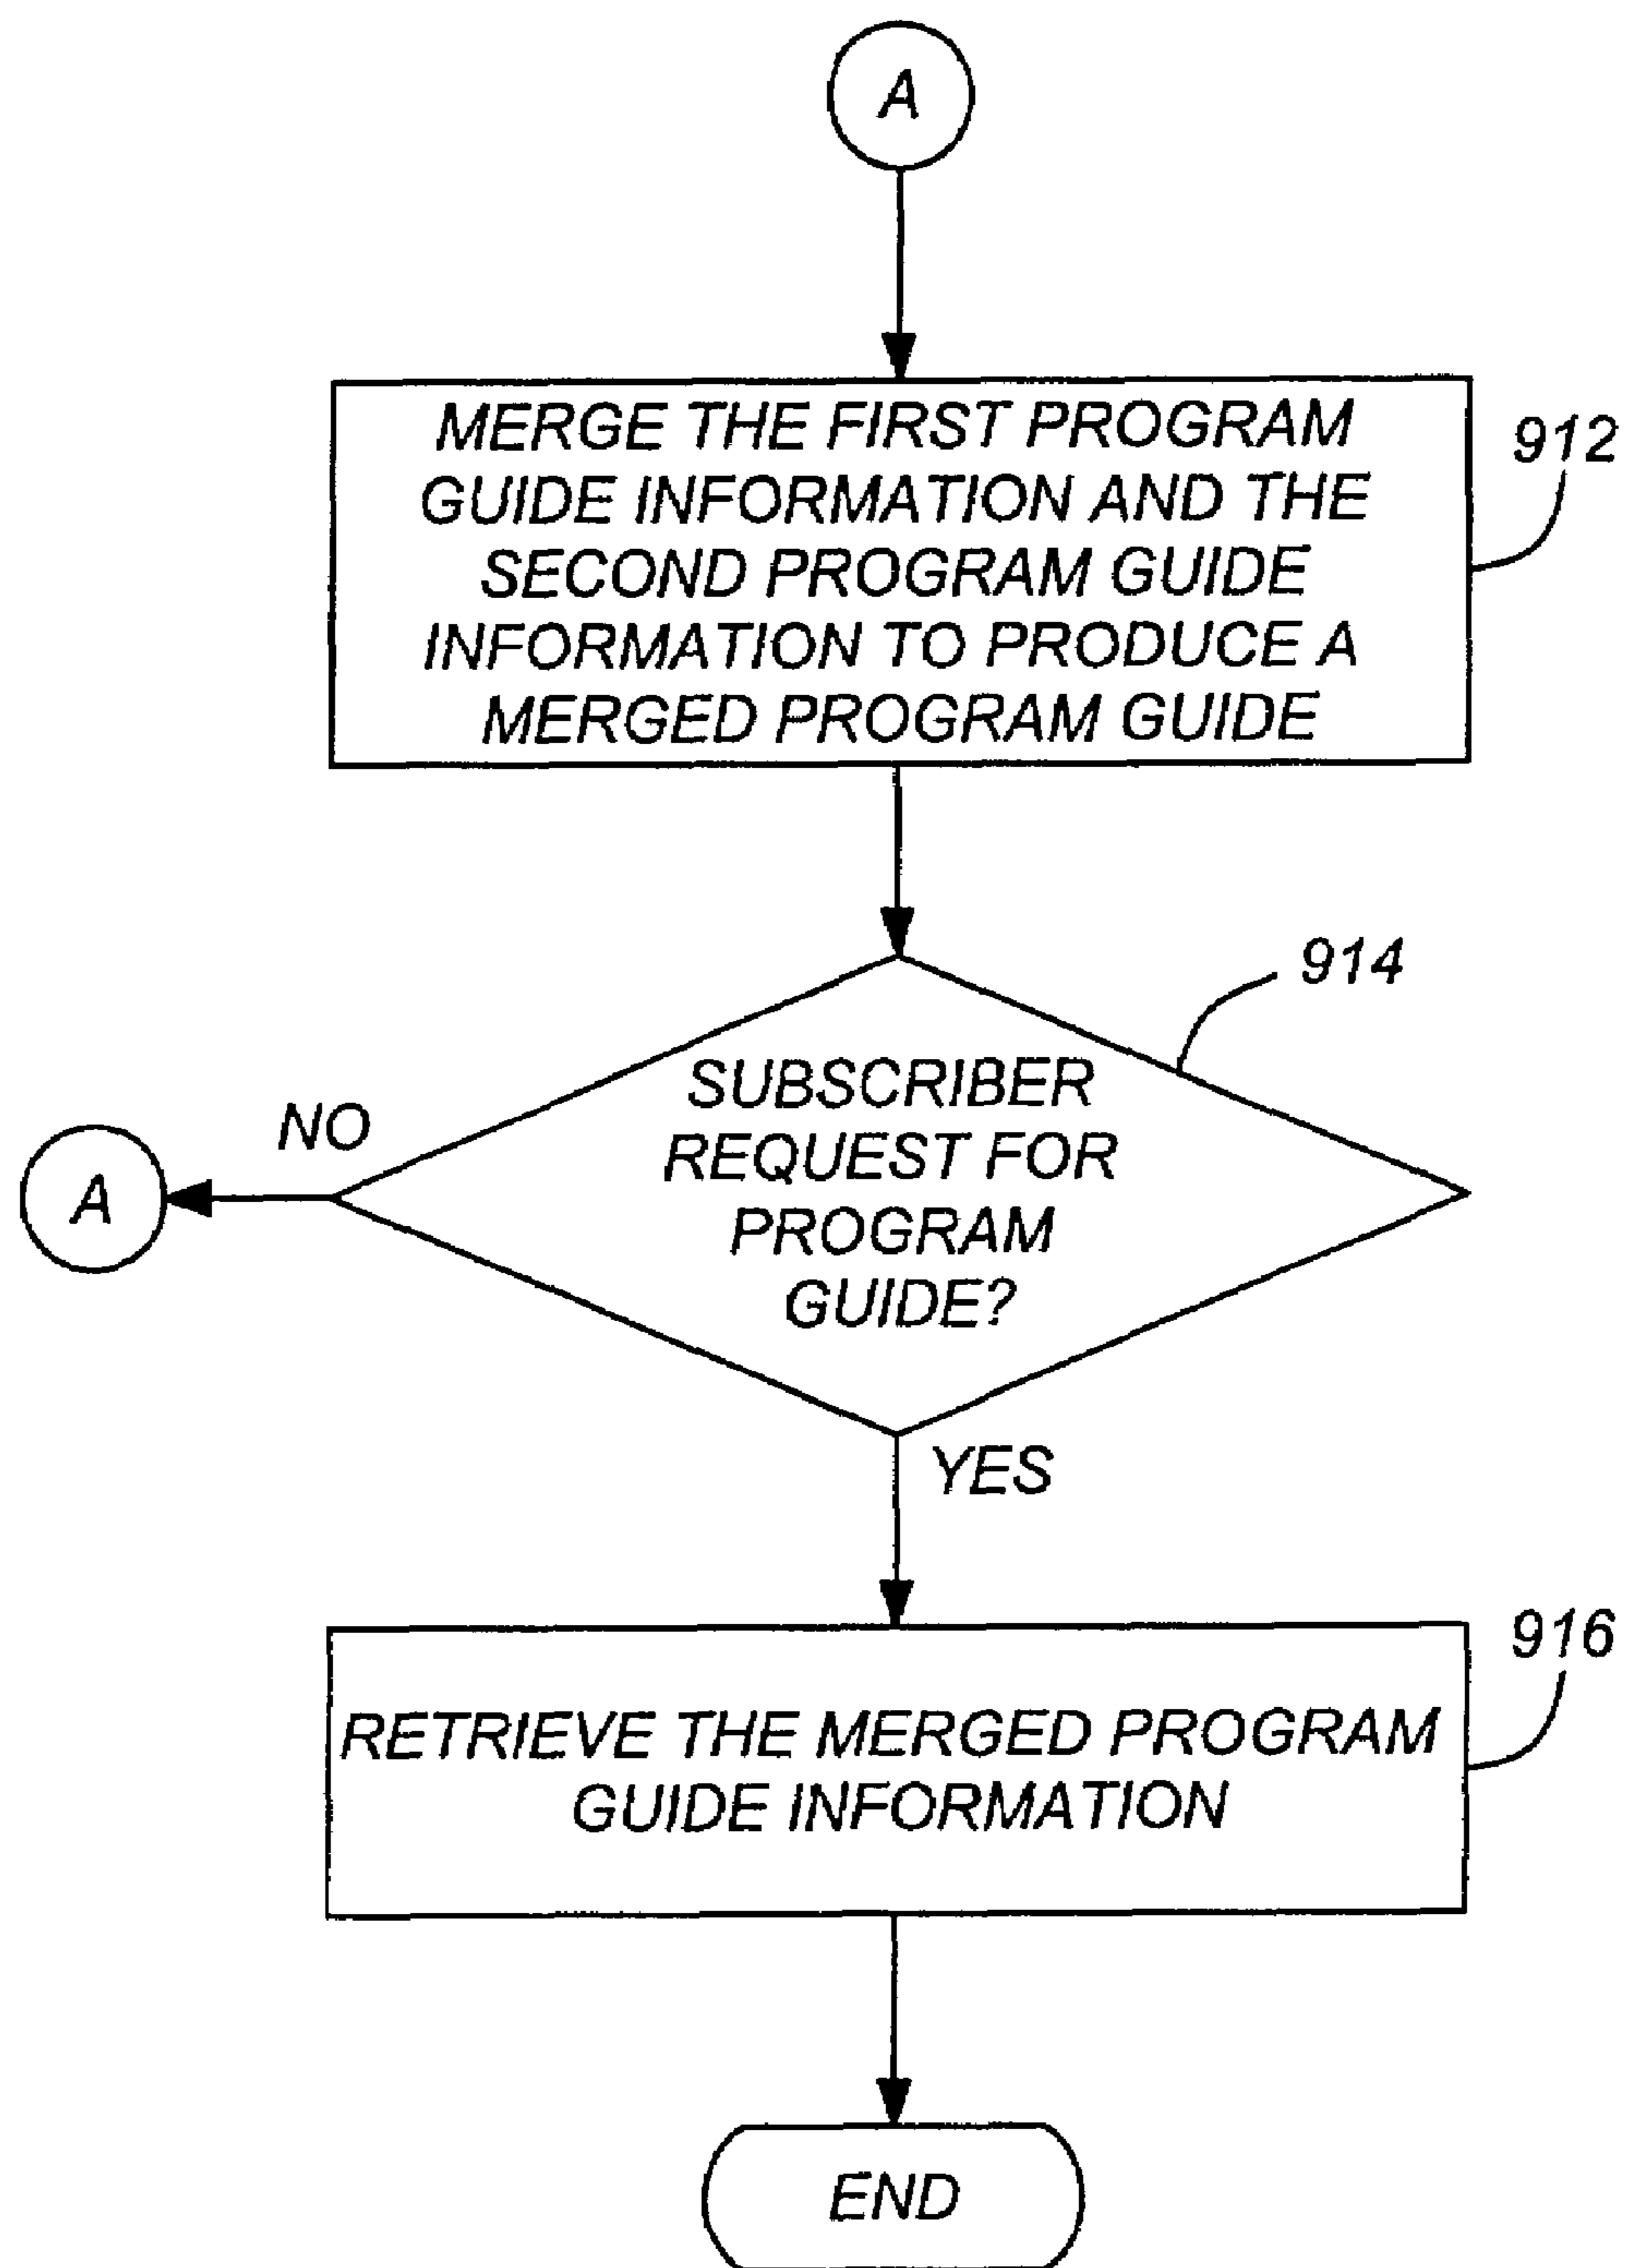 A
MERGE THE FIRST PROGRAM
GUIDE INFORMATION AND THE
SECOND PROGRAM GUIDE
INFORMATION TO PRODUCE A
MERGED PROGRAM GUIDE
912
914
SUBSCRIBER
REQUEST FOR
PROGRAM
GUIDE?
NO
A
YES
916
RETRIEVE THE MERGED PROGRAM
GUIDE INFORMATION
END